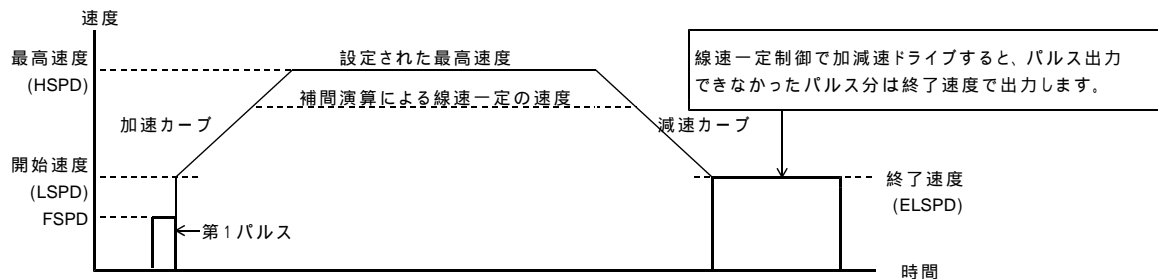 速度
最高速度
(HSPD)
設定された最高速度
線速一定制御で加減速ドライブすると、パルス出力
できなかったパルス分は終了速度で出力します。
補間演算による線速一定の速度
加速カーブ
減速カーブ
開始速度
(LSPD)
終了速度
(ELSPD)
FSPD
第1パルス
時間